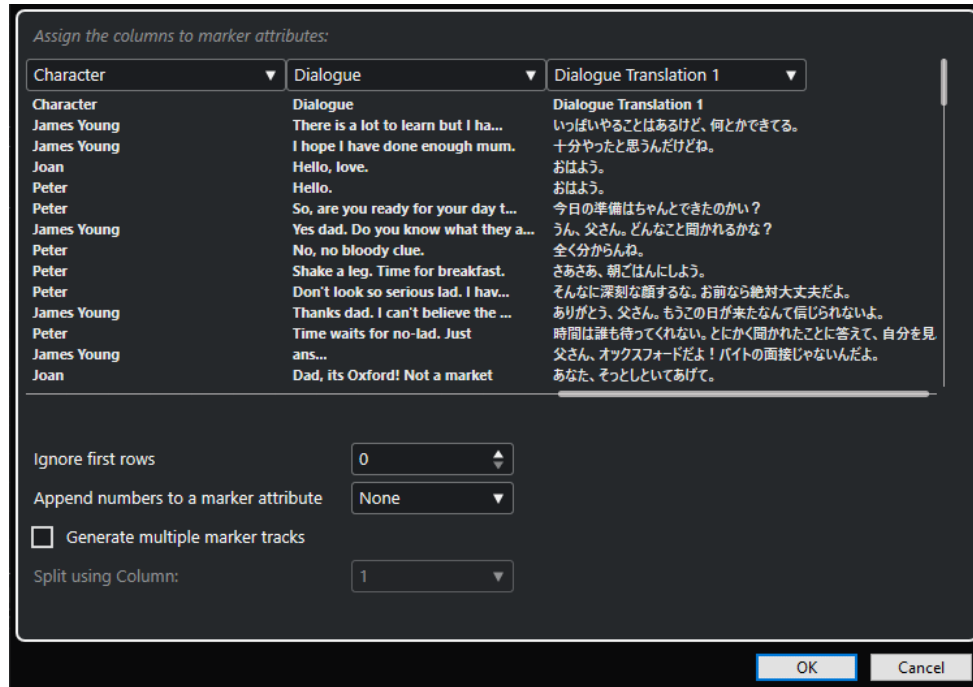 Assign the columns to marker attributes:
Character Dialogue Dialogue Translation 1
Character Dialogue Dialogue Translation 1
James Young There is a lot to learn but I ha... いっぱいやることはあるけど、何とかできてる。
James Young I hope I have done enough mum. 十分やったと思うんだけどね。
Joan Hello, love. おはよう。
Peter Hello. おはよう。
Peter So, are you ready for your day t... 今日の準備はちゃんとできたのかい？
James Young Yes dad. Do you know what they a... うん、父さん。どんなこと聞かれるかな？
Peter No, no bloody clue. 全く分からんね。
Peter Shake a leg. Time for breakfast. さあさあ、朝ごはんにしよう。
Peter Don't look so serious lad. I hav... そんなに深刻な顔するな。お前なら絶対大丈夫だよ。
James Young Thanks dad. I can't believe the ... ありがとう、父さん。もうこの日が来たなんて信じられないよ。
Peter Time waits for no-lad. Just 時間は誰も待ってくれない。とにかく聞かれたことに答えて、自分を見
James Young ans... 父さん、オックスフォードだよ！バイトの面接じゃないんだよ。
Joan Dad, its Oxford! Not a market あなた、そっとしといてあげて。
Ignore first rows 0
Append numbers to a marker attribute None
Generate multiple marker tracks
Split using Column: 1
OK Cancel